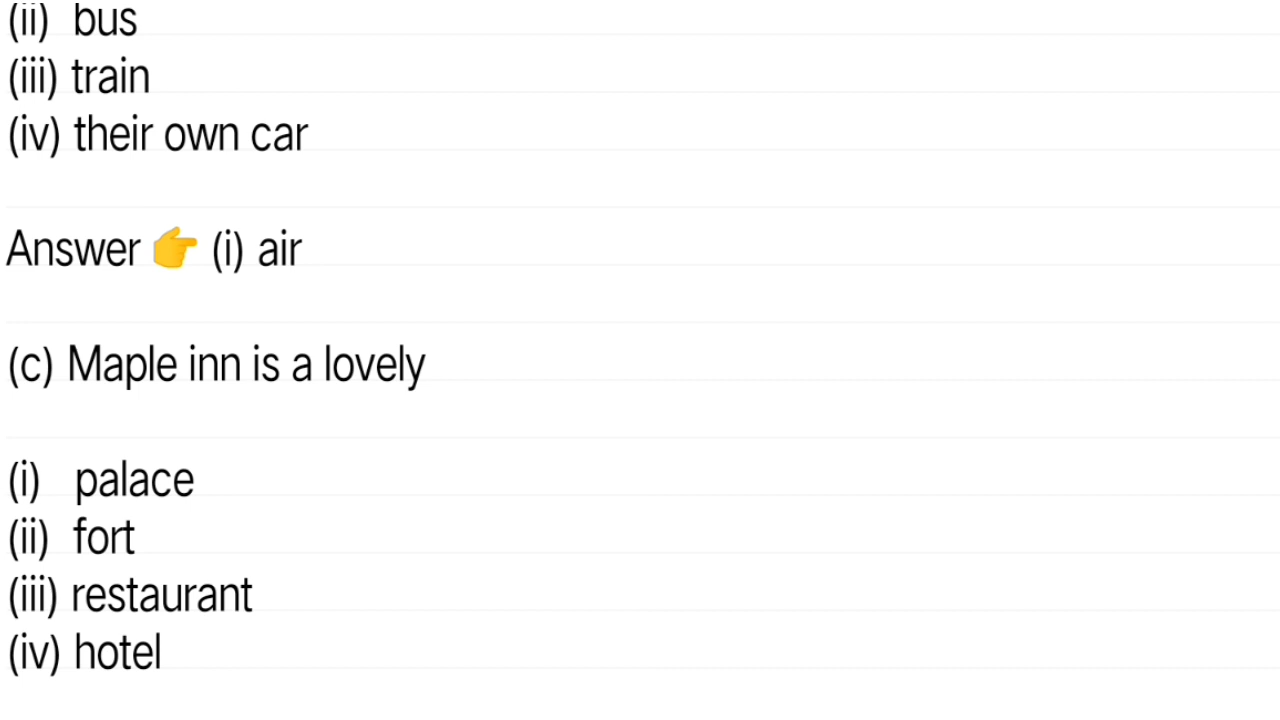 (ii) bus
(iii) train
(iv) their own car
Answer 👉 (i) air
(c) Maple inn is a lovely
(i) palace
(ii) fort
(iii) restaurant
(iv) hotel